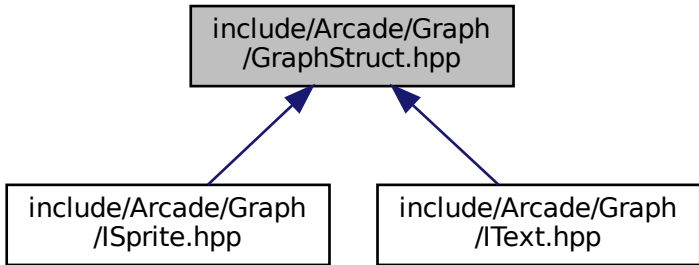 include/Arcade/Graph
/GraphStruct.hpp
include/Arcade/Graph
/ISprite.hpp
include/Arcade/Graph
/IText.hpp